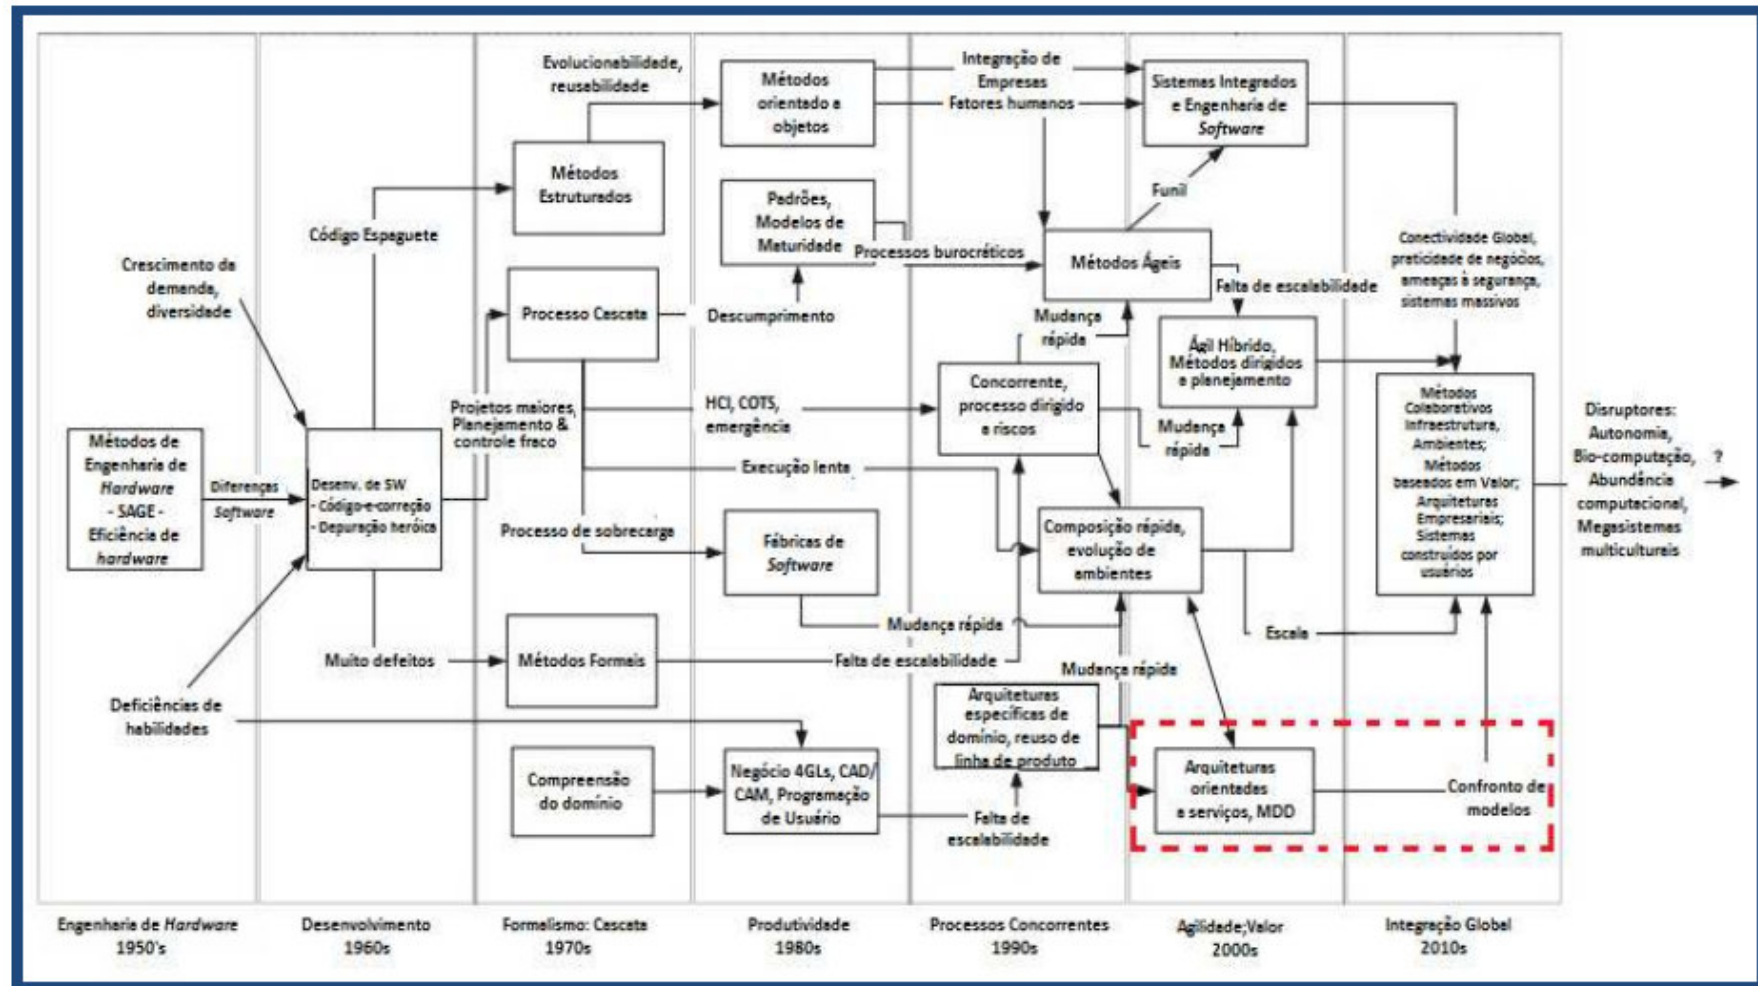 Evolucionabilidade,
reusabilidade
Métodos
orientado a
objetos
Integração de
Empresas
Fatores humanos
Sistemas Integrados
e Engenharia de
Software
Métodos
Estruturados
Funil
Padrões,
Modelos de
Maturidade
Código Espaguete
Processos burocráticos
Métodos Ágeis
Conectividade Global,
praticidade de negócios,
ameaças à segurança,
sistemas massivos
Crescimento da
demanda,
diversidade
Falta de escalabilidade
Processo Cascata
Descumprimento
Mudança
rápida
Ágil Híbrido,
Métodos dirigidos
a planejamento
Concorrente,
processo dirigido
a riscos
HCI, COTS,
emergência
Projetos maiores,
Planejamento &
controle fraco
Mudança
rápida
Métodos
Colaborativos
Infraestrutura,
Ambientes;
Métodos
baseados em Valor;
Arquiteturas
Empresariais;
Sistemas
construídos por
usuários
Disruptores:
Autonomia,
Bio-computação,
Abundância
computacional,
Megasistemas
multiculturais
?
Métodos de
Engenharia de
Hardware
- SAGE -
Eficiência de
hardware
Diferenças
Software
Desenv. de SW
- Código-e-correção
- Depuração heróica
Execução lenta
Processo de sobrecarga
Fábricas de
Software
Composição rápida,
evolução de
ambientes
Mudança rápida
Escala
Muito defeitos
Métodos Formais
Falta de escalabilidade
Mudança rápida
Deficiências de
habilidades
Arquiteturas
específicas de
domínio, reuso de
linha de produto
Compreensão
do domínio
Negócio 4GLs, CAD/
CAM, Programação
de Usuário
Falta de
escalabilidade
Arquiteturas
orientadas
a serviços, MDD
Confronto de
modelos
Engenharia de Hardware
1950's
Desenvolvimento
1960s
Formalismo: Cascata
1970s
Produtividade
1980s
Processos Concorrentes
1990s
Agilidade;Valor
2000s
Integração Global
2010s